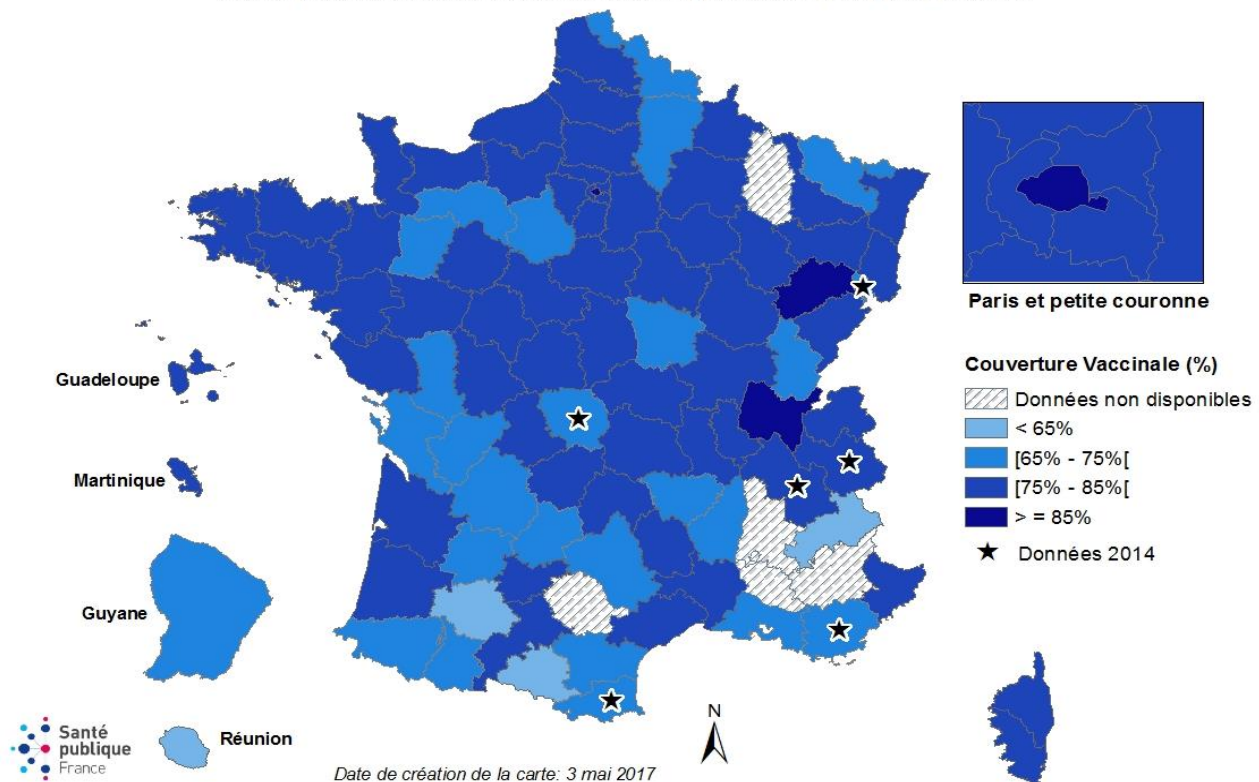 Paris et petite couronne
Couverture Vaccinale (%)
Données non disponibles
< 65%
[65% - 75%[
[75% - 85%[
> = 85%
Données 2014
Guadeloupe
Martinique
Guyane
Réunion
N
Santé
publique
France
Date de création de la carte: 3 mai 2017